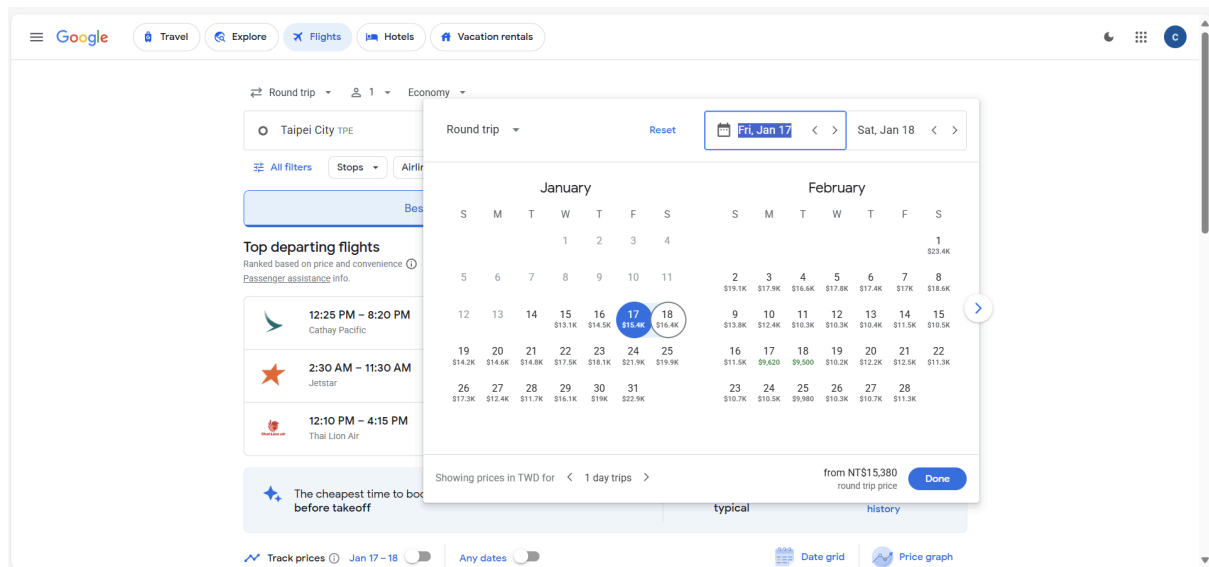 Google Travel Explore Flights Hotels Vacation rentals C
Round trip 1 Economy
Taipei City TPE
All filters Stops Airlin
Bes
Top departing flights
Ranked based on price and convenience
Passenger assistance info.
12:25 PM – 8:20 PM
Cathay Pacific
2:30 AM – 11:30 AM
Jetstar
12:10 PM – 4:15 PM
Thai Lion Air
The cheapest time to boo
before takeoff
Round trip Reset Fri, Jan 17 Sat, Jan 18
January
S M T W T F S
1 2 3 4
5 6 7 8 9 10 11
12 13 14 15 16 17 18
$13.1K $14.5K $15.4K $16.4K
19 20 21 22 23 24 25
$14.2K $14.6K $14.8K $17.5K $18.1K $21.9K $19.9K
26 27 28 29 30 31
$17.3K $12.4K $11.7K $16.1K $19K $22.9K
February
S M T W T F S
1
$23.4K
2 3 4 5 6 7 8
$19.1K $17.9K $16.6K $17.8K $17.4K $17K $18.6K
9 10 11 12 13 14 15
$13.8K $12.4K $10.3K $10.3K $10.4K $11.5K $10.5K
16 17 18 19 20 21 22
$11.5K $9,620 $9,500 $10.2K $12.2K $12.5K $11.3K
23 24 25 26 27 28
$10.7K $10.5K $9,980 $10.3K $10.7K $11.3K
Showing prices in TWD for 1 day trips
from NT$15,380
round trip price
Done
typical history
Track prices Jan 17 – 18 Any dates Date grid Price graph